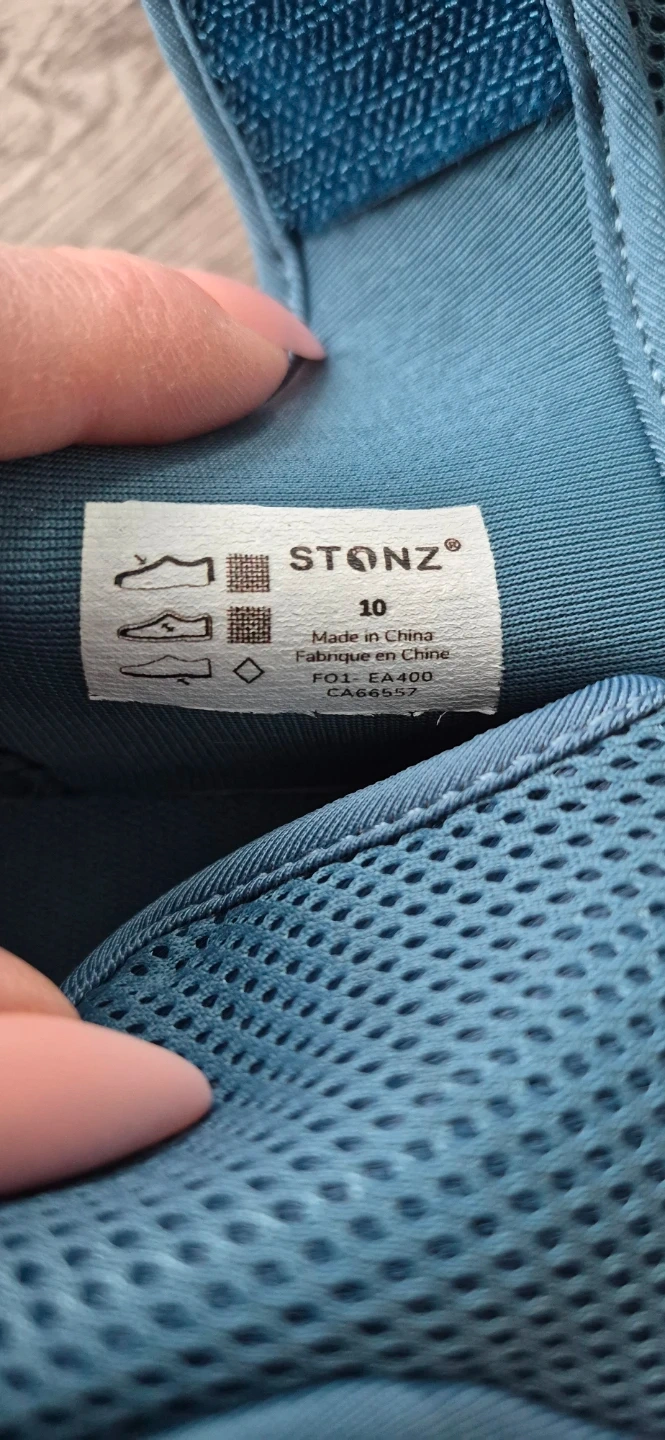 STONZ®
10
Made in China
Fabriqué en Chine
FO1- EA400
CA66557